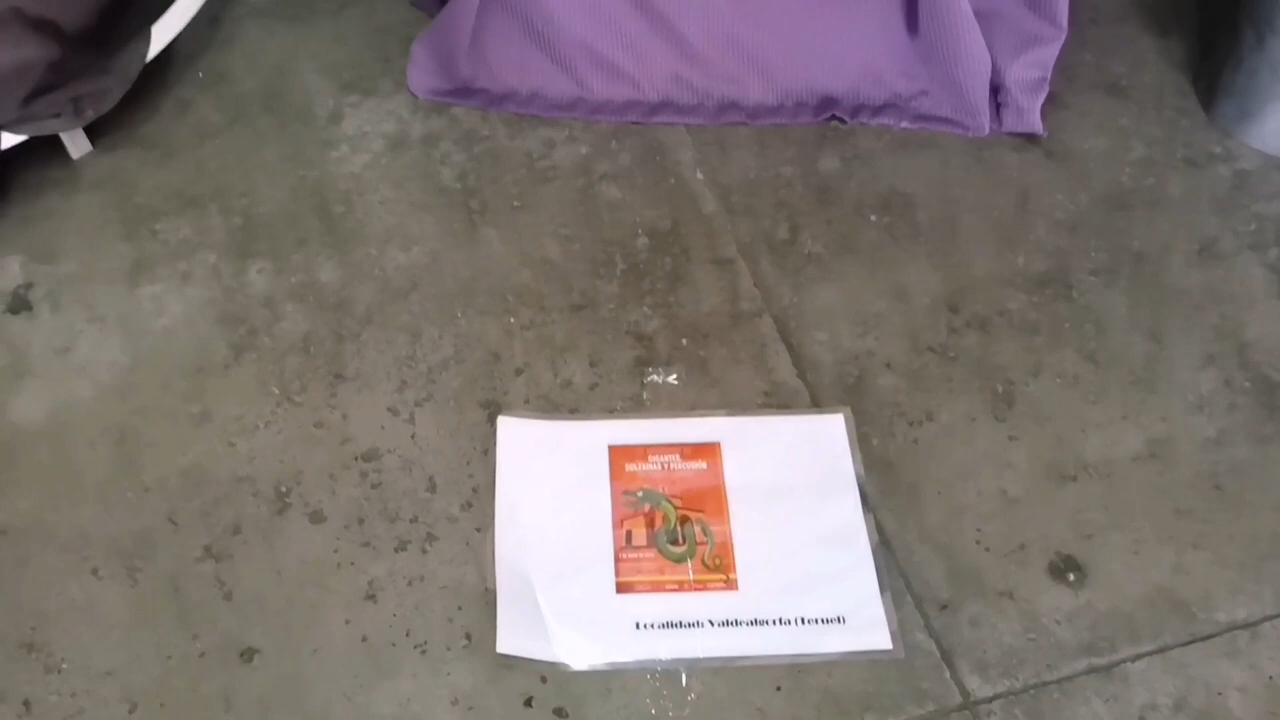 GIGANTES,
DULZAINAS Y PERCUSIÓN
Localidad: Valdealgorfa (Teruel)